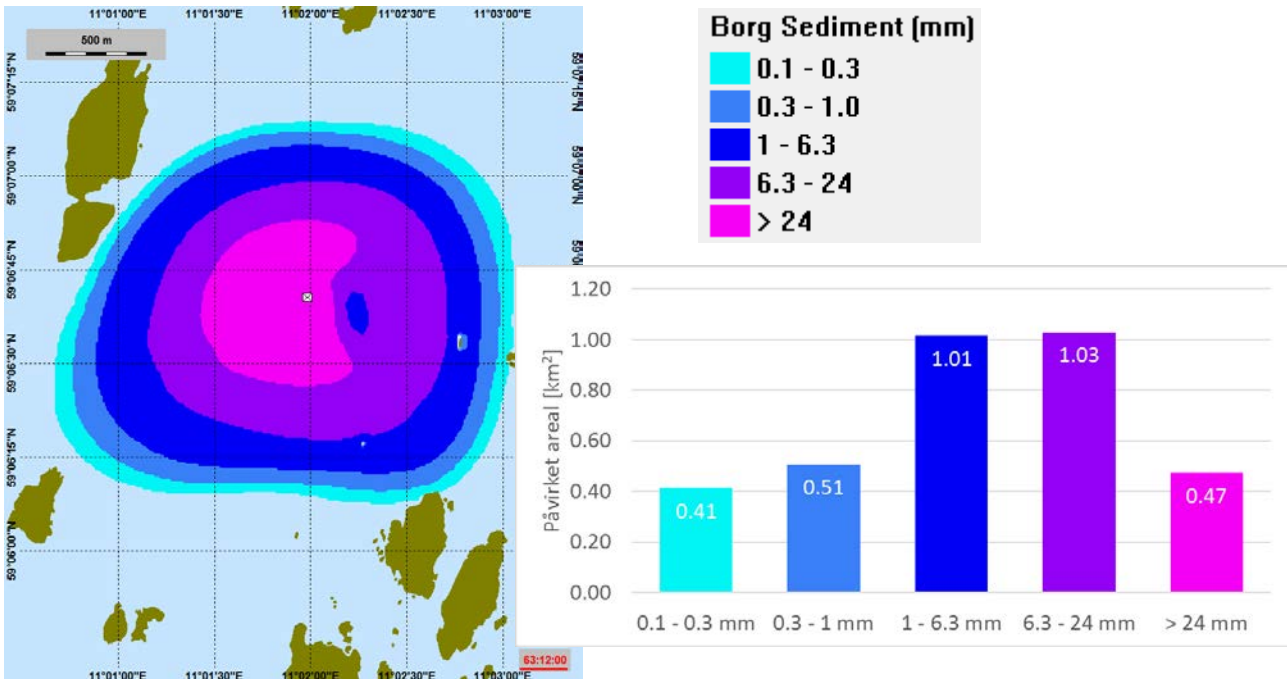 11°01'00"E 11°01'30"E 11°02'00"E 11°02'30"E 11°03'00"E
500 m
59°07'15"N
59°07'00"N
59°06'45"N
59°06'30"N
59°06'15"N
59°06'00"N
59°07'15"N
59°07'00"N
63:12:00
11°01'00"E 11°01'30"E 11°02'00"E 11°02'30"E 11°03'00"E
Borg Sediment (mm)
0.1 - 0.3
0.3 - 1.0
1 - 6.3
6.3 - 24
> 24
Påvirket areal [km²]
1.20
1.00
0.80
0.60
0.40
0.20
0.00
0.41
0.51
1.01
1.03
0.47
0.1 - 0.3 mm 0.3 - 1 mm 1 - 6.3 mm 6.3 - 24 mm > 24 mm